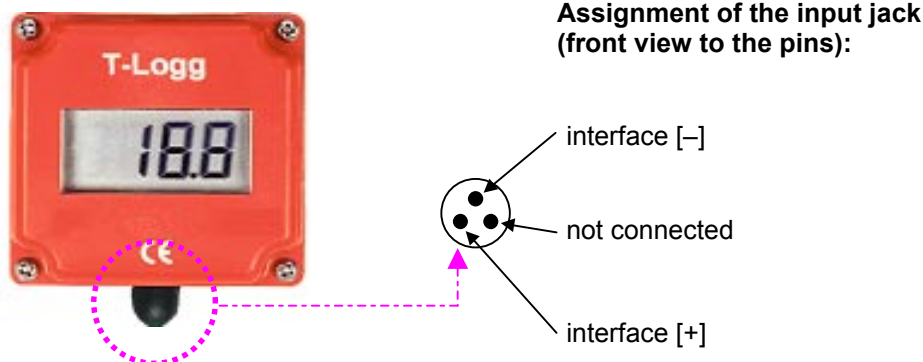 Assignment of the input jack
(front view to the pins):
T-Logg
18.8
CE
interface [–]
not connected
interface [+]